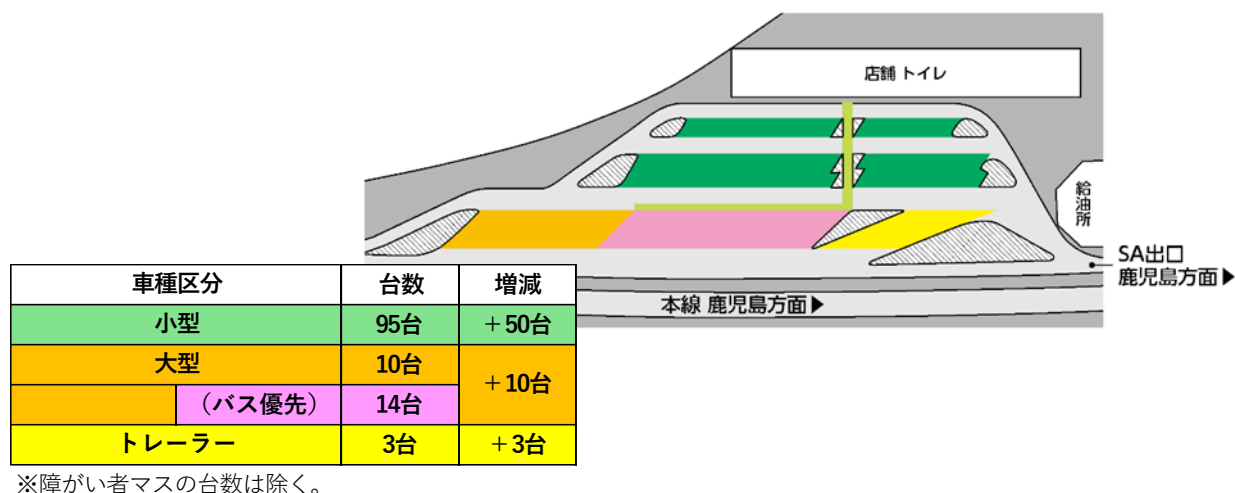 店舗 トイレ
給油所
SA出口
鹿児島方面▶
本線 鹿児島方面▶
車種区分 台数 増減
小型 95台 +50台
大型 10台 +10台
(バス優先) 14台
トレーラー 3台 +3台
※障がい者マスの台数は除く。